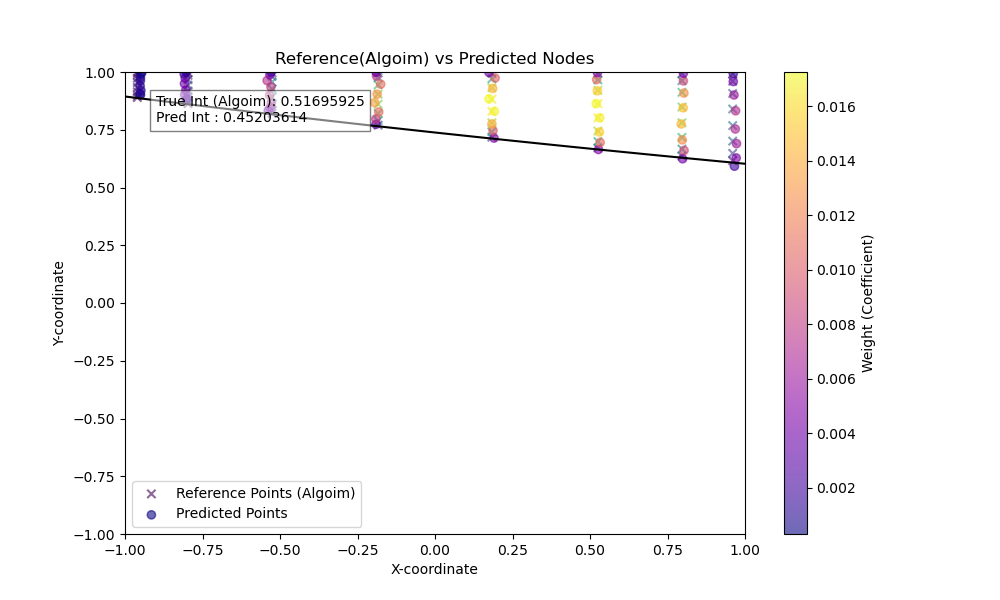 Reference(Algoim) vs Predicted Nodes
1.00
0.75
0.50
0.25
0.00
−0.25
−0.50
−0.75
−1.00
Y-coordinate
True Int (Algoim): 0.51695925
Pred Int : 0.45203614
Reference Points (Algoim)
Predicted Points
−1.00 −0.75 −0.50 −0.25 0.00 0.25 0.50 0.75 1.00
X-coordinate
0.016
0.014
0.012
0.010
0.008
0.006
0.004
0.002
Weight (Coefficient)